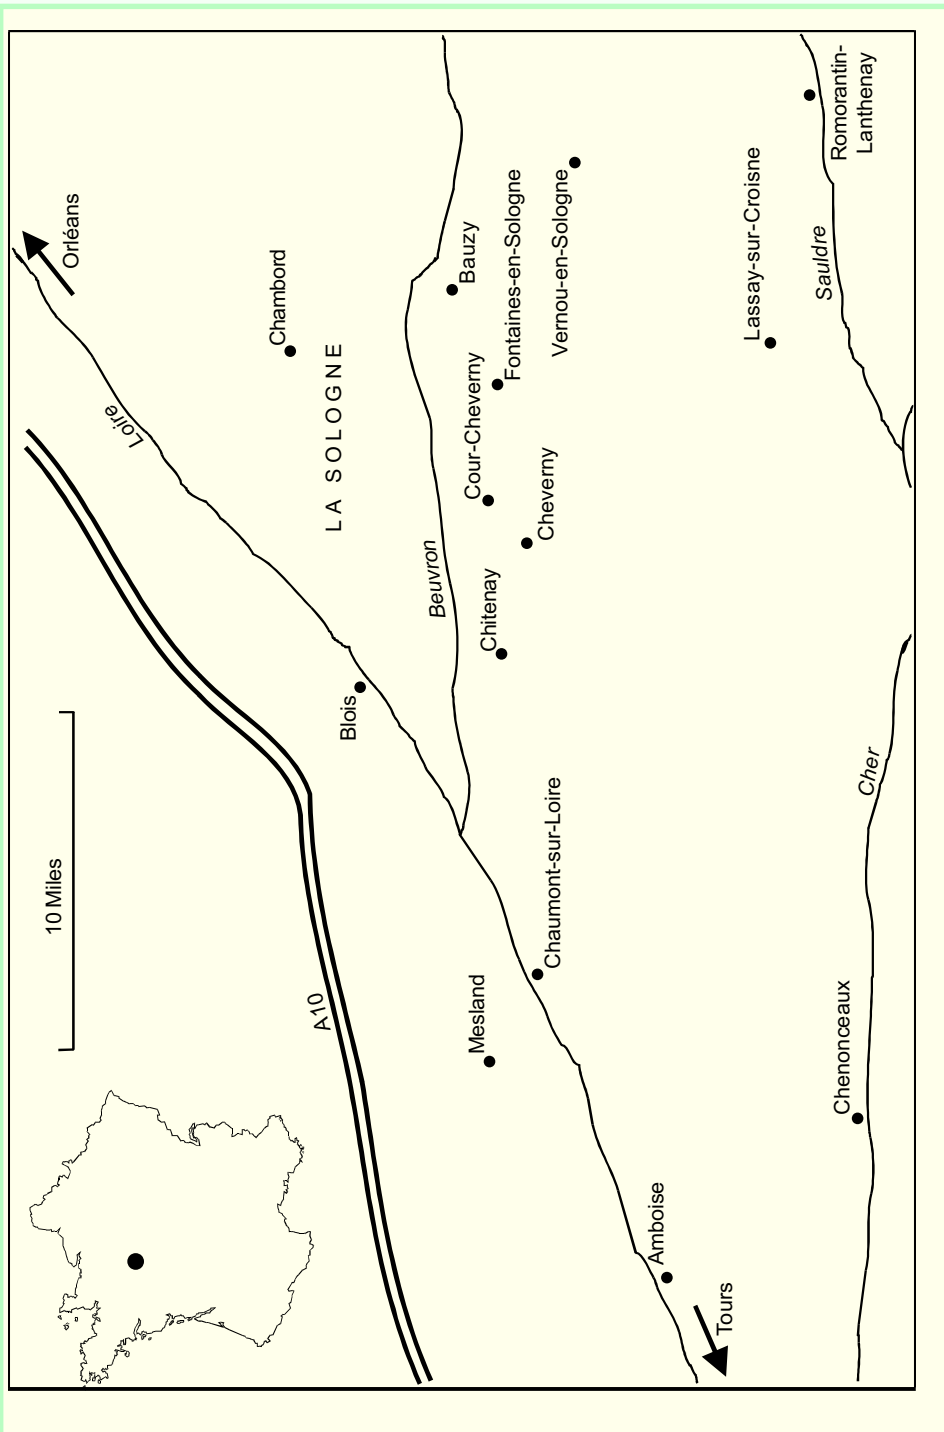 10 Miles
A10
Loire
Orléans
Chambord
LA SOLOGNE
Blois
Beuvron
Bauzy
Fontaines-en-Sologne
Vernou-en-Sologne
Cour-Cheverny
Cheverny
Chitenay
Mesland
Chaumont-sur-Loire
Lassay-sur-Croisne
Romorantin-
Lanthenay
Sauldre
Cher
Chenonceaux
Amboise
Tours